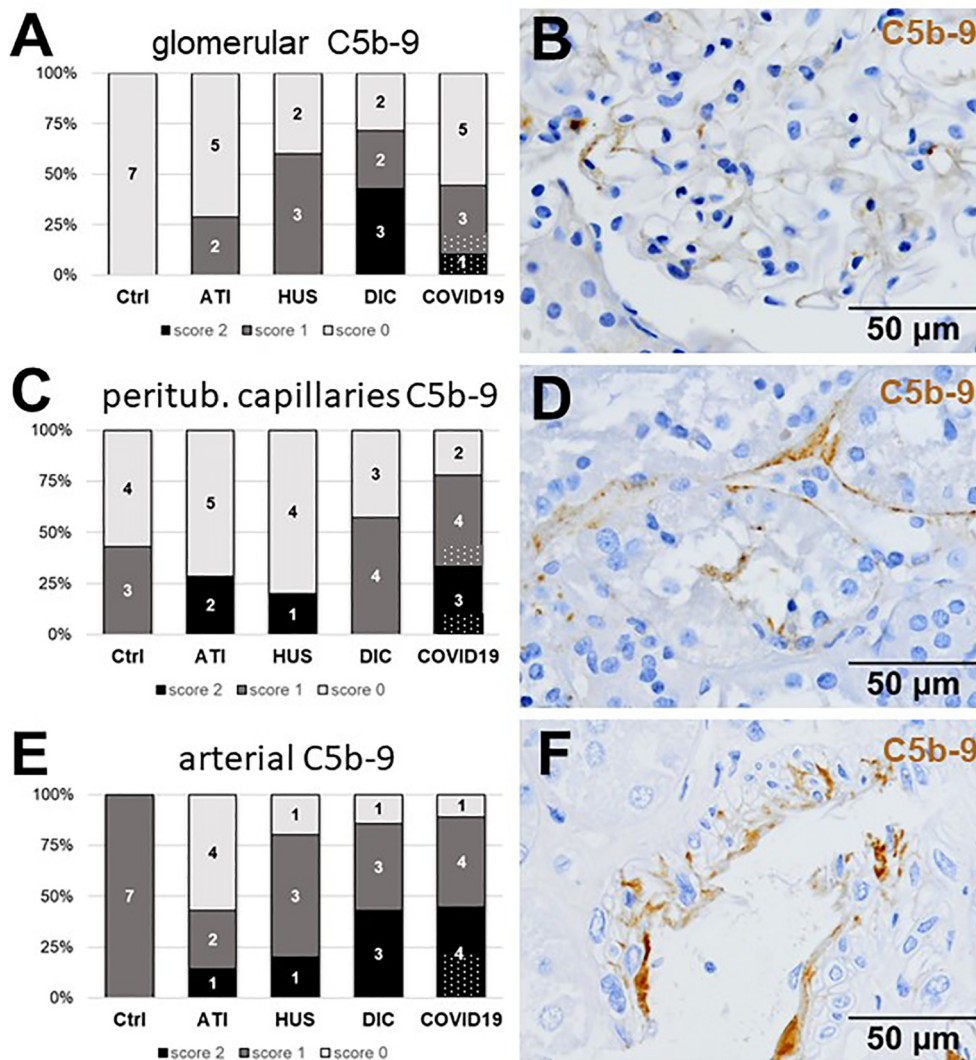 A
glomerular C5b-9
100%
75%
50%
25%
0%
7
5
2
2
3
2
2
3
5
3
1
Ctrl ATI HUS DIC COVID19
■ score 2 ■ score 1 □ score 0
B
C5b-9
50 µm
C
peritub. capillaries C5b-9
100%
75%
50%
25%
0%
4
3
5
2
4
1
3
4
2
4
3
Ctrl ATI HUS DIC COVID19
■ score 2 ■ score 1 □ score 0
D
C5b-9
50 µm
E
arterial C5b-9
100%
75%
50%
25%
0%
7
4
2
1
1
3
1
1
3
3
1
4
4
Ctrl ATI HUS DIC COVID19
■ score 2 ■ score 1 □ score 0
F
C5b-9
50 µm